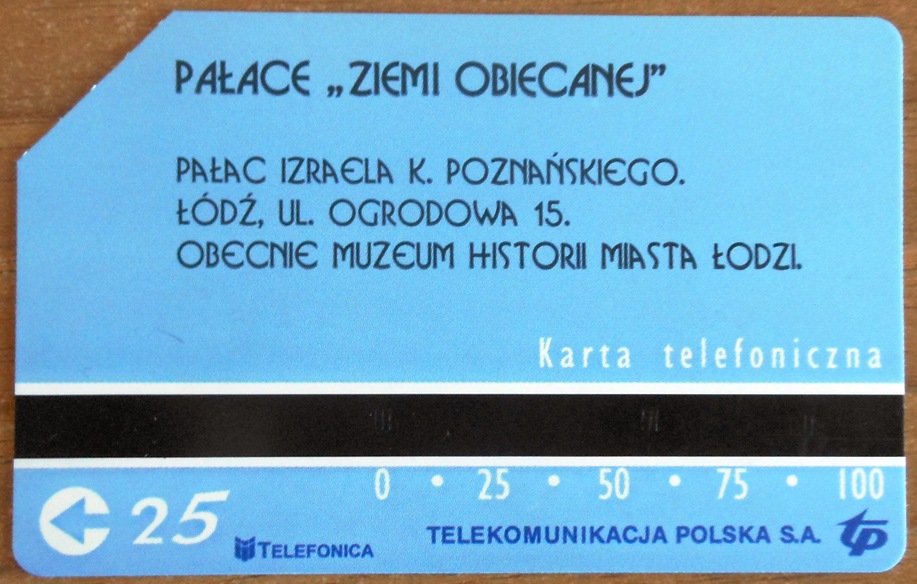 PAŁACE „ZIEMI OBIECANEJ”
PAŁAC IZRAELA K. POZNAŃSKIEGO.
ŁÓDŹ, UL. OGRODOWA 15.
OBECNIE MUZEUM HISTORII MIASTA ŁODZI.
Karta telefoniczna
0 • 25 • 50 • 75 • 100
25
TELEFONICA
TELEKOMUNIKACJA POLSKA S.A. tp